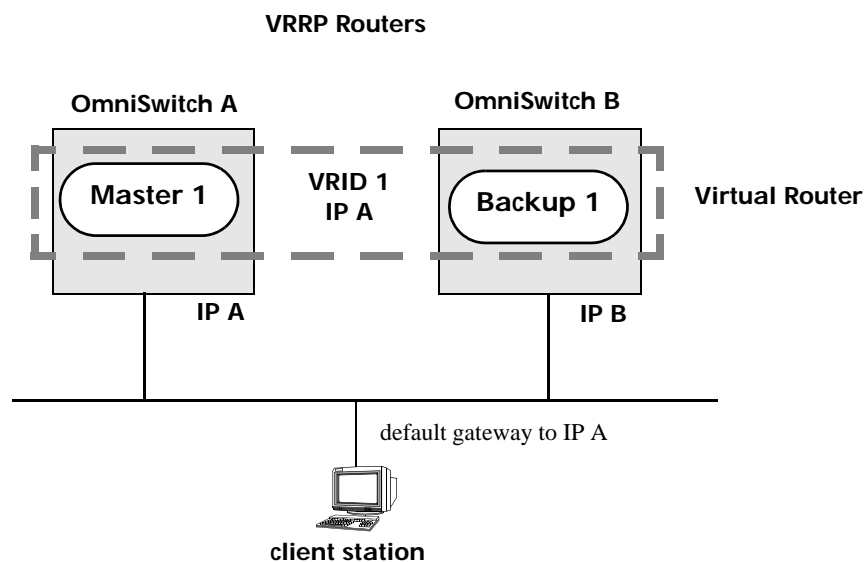 VRRP Routers
OmniSwitch A
OmniSwitch B
Master 1
VRID 1
IP A
Backup 1
Virtual Router
IP A
IP B
default gateway to IP A
client station